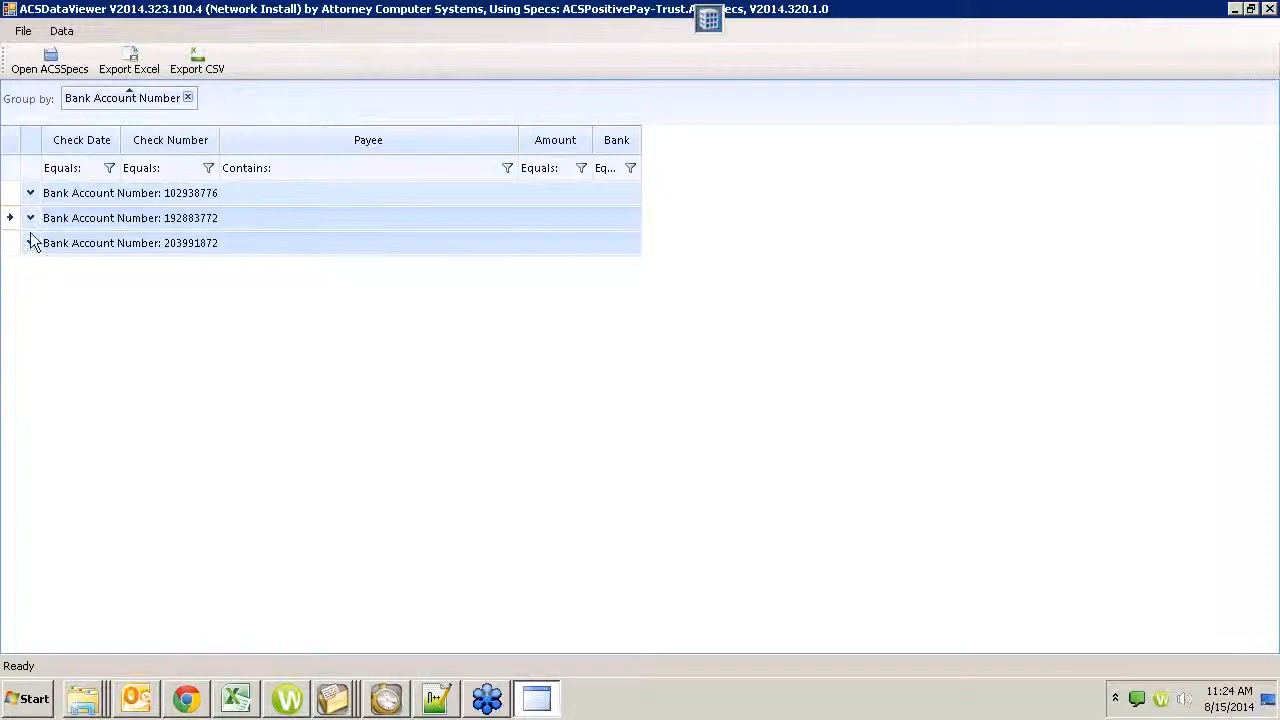 ACSDataViewer V2014.323.100.4 (Network Install) by Attorney Computer Systems, Using Specs: ACSPositivePay-Trust.A ecs, V2014.320.1.0
File Data
Open ACSSpecs Export Excel Export CSV
Group by: Bank Account Number
Check Date Check Number Payee Amount Bank
Equals: Equals: Contains: Equals: Eq...
Bank Account Number: 102938776
Bank Account Number: 192883772
Bank Account Number: 203991872
Ready
Start
11:24 AM
8/15/2014